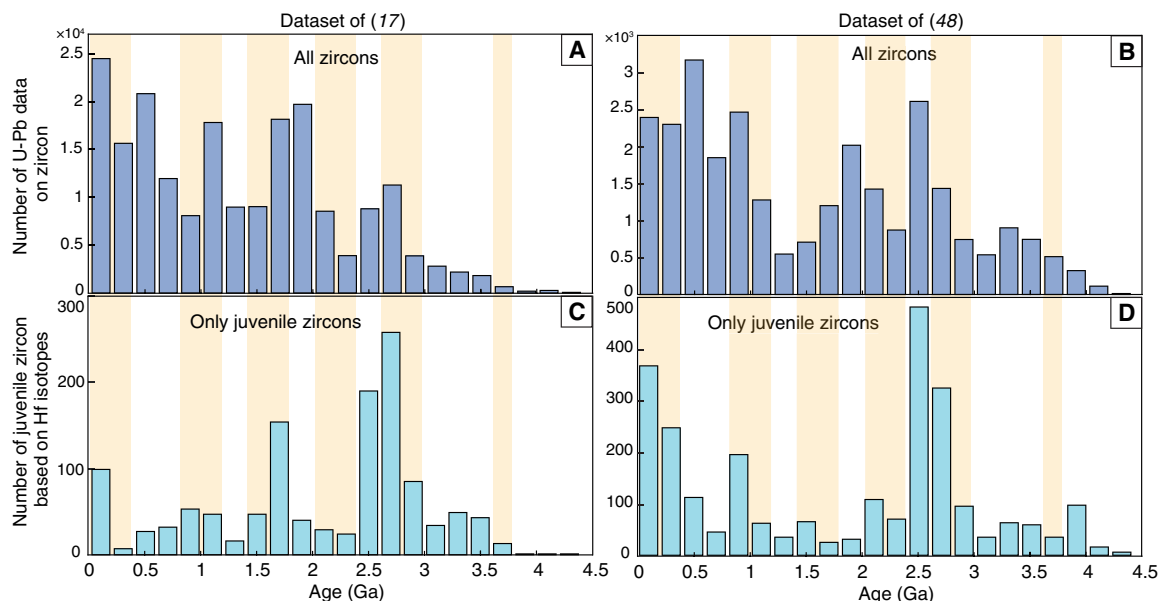 Dataset of (17)
Dataset of (48)
×10⁴
2.5
2
1.5
1
0.5
0
Number of U-Pb data
on zircon
All zircons
A
×10³
3
2.5
2
1.5
1
0.5
0
All zircons
B
300
200
100
0
Number of juvenile zircon
based on Hf isotopes
Only juvenile zircons
C
0 0.5 1 1.5 2 2.5 3 3.5 4 4.5
Age (Ga)
500
400
300
200
100
0
Only juvenile zircons
D
0 0.5 1 1.5 2 2.5 3 3.5 4 4.5
Age (Ga)